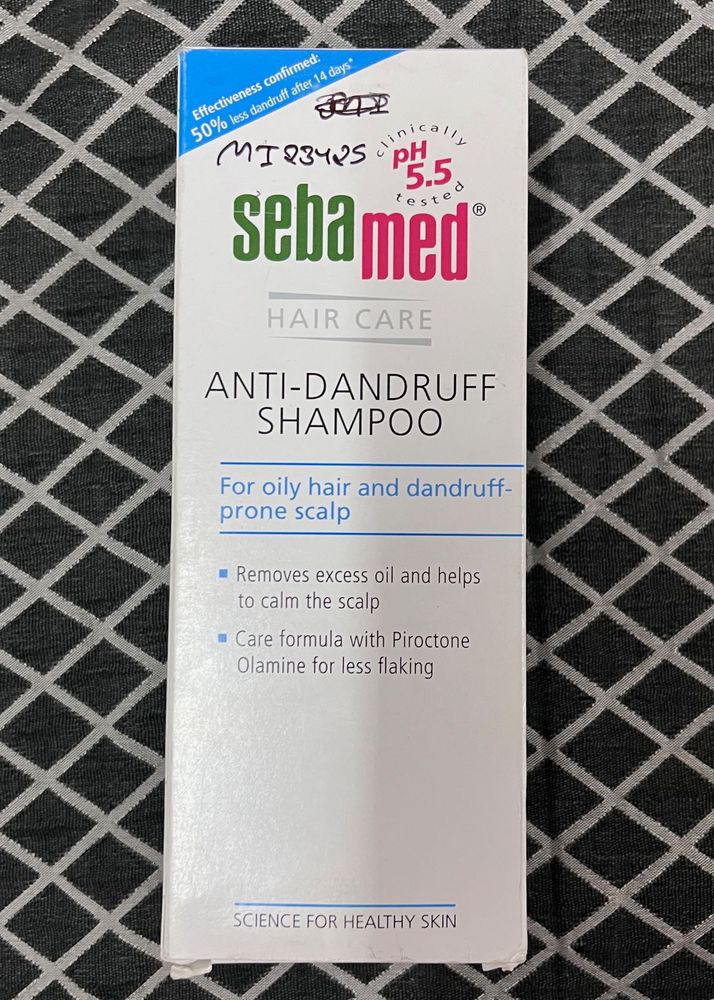 Effectiveness confirmed:
50% less dandruff after 14 days*
MI23425
clinically
pH
5.5
tested
sebamed®
HAIR CARE
ANTI-DANDRUFF
SHAMPOO
For oily hair and dandruff-
prone scalp
▪ Removes excess oil and helps
to calm the scalp
▪ Care formula with Piroctone
Olamine for less flaking
SCIENCE FOR HEALTHY SKIN